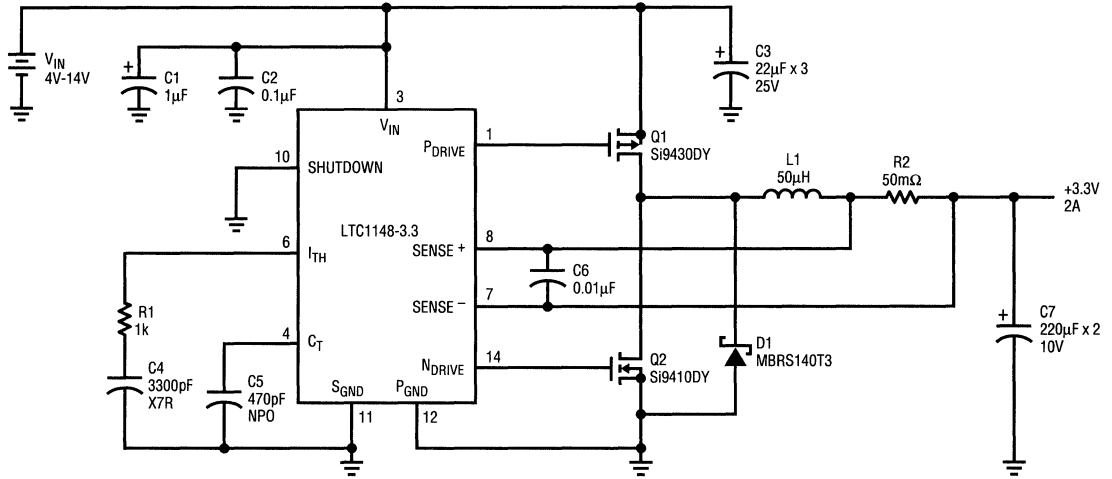 V_IN
4V-14V
+
C1
1µF
C2
0.1µF
+
C3
22µF x 3
25V
3
V_IN
P_DRIVE
1
Q1
Si9430DY
10
SHUTDOWN
L1
50µH
R2
50mΩ
+3.3V
2A
LTC1148-3.3
6
I_TH
SENSE +
8
C6
0.01µF
SENSE –
7
R1
1k
4
C_T
+
C7
220µF x 2
10V
D1
MBRS140T3
N_DRIVE
14
Q2
Si9410DY
C4
3300pF
X7R
C5
470pF
NPO
S_GND
P_GND
11
12